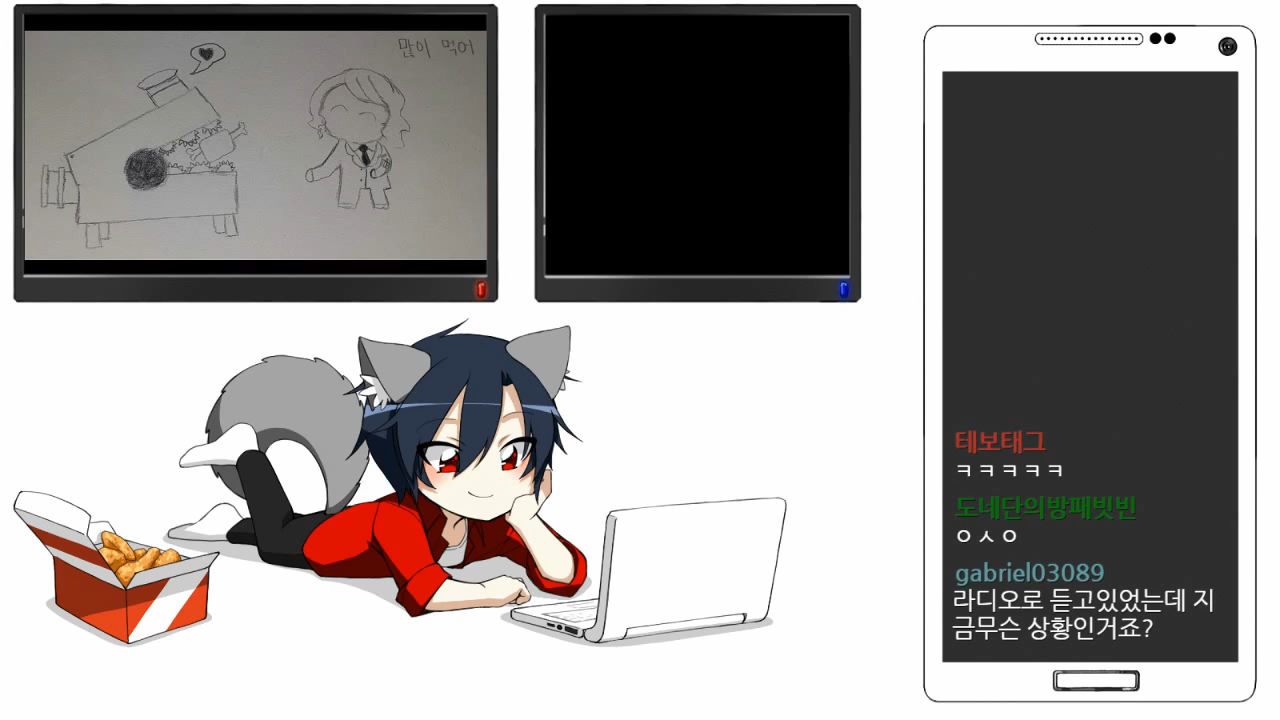 많이 먹어
테보태그
ㅋㅋㅋㅋㅋ
도네단의방패빗빈
ㅇㅅㅇ
gabriel03089
라디오로 듣고있었는데 지
금무슨 상황인거죠?